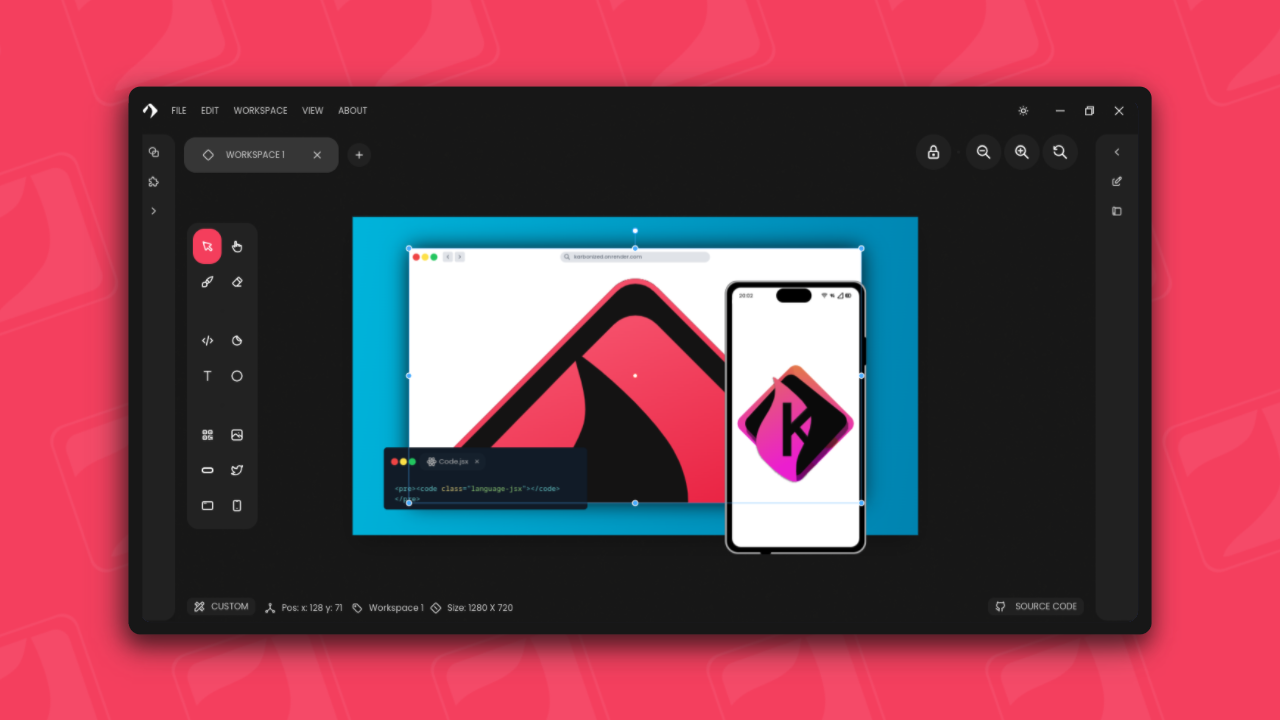 FILE EDIT WORKSPACE VIEW ABOUT
WORKSPACE 1
karkonized.onrender.com
20:02
K
Code.jsx
<pre><code class="language-jsx"></code>
</pre>
CUSTOM Pos: x: 128 y: 71 Workspace 1 Size: 1280 X 720 SOURCE CODE